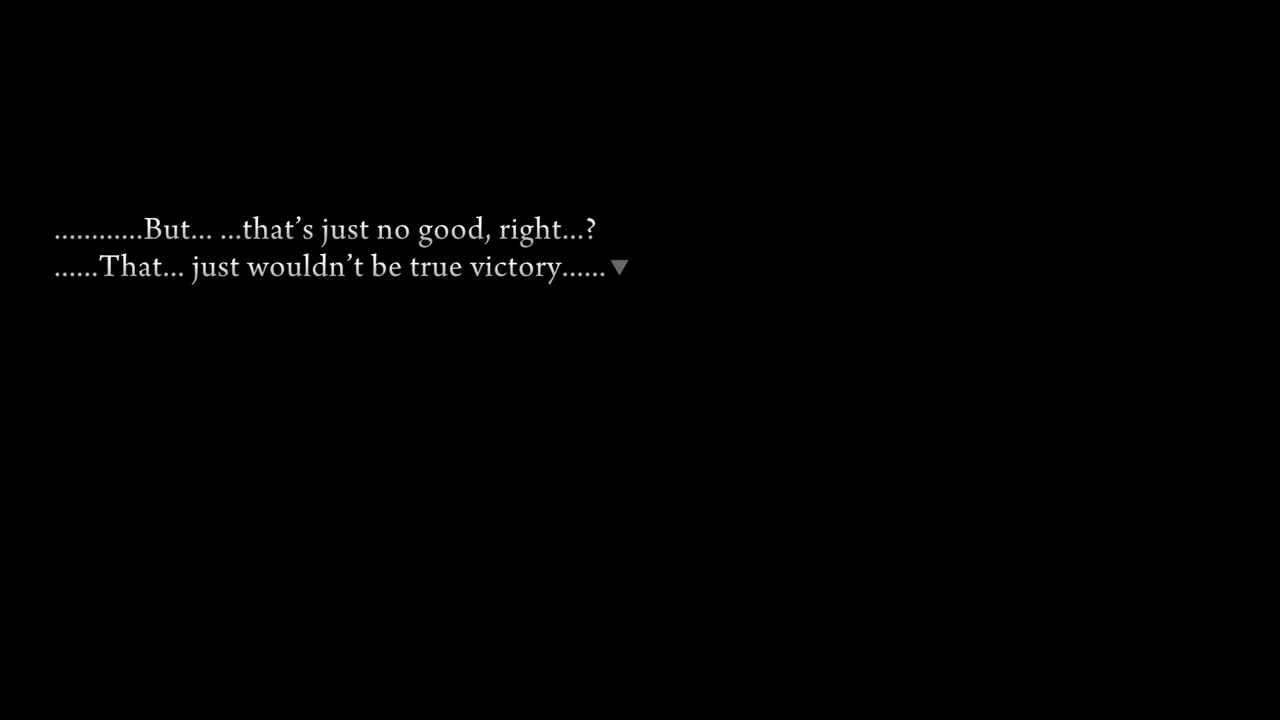 ............But... ...that’s just no good, right...?
......That... just wouldn’t be true victory......